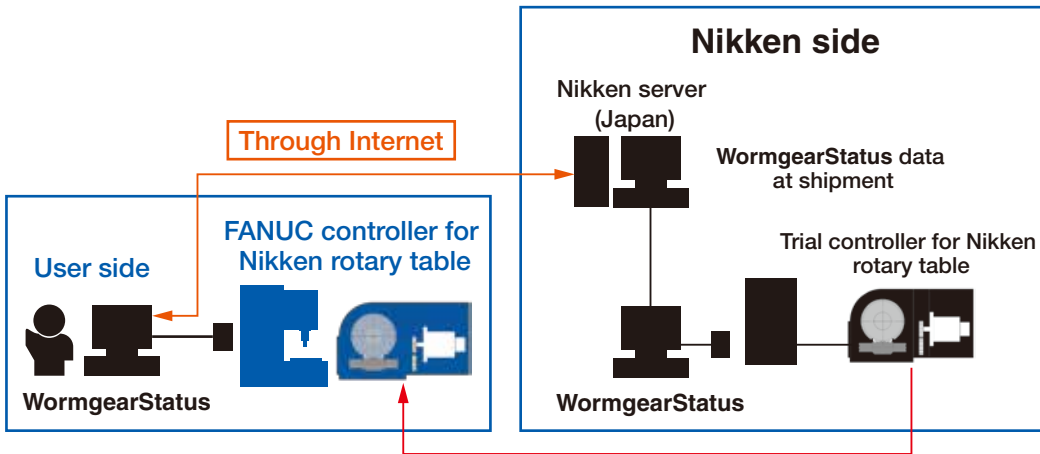 Nikken side
Nikken server
(Japan)
WormgearStatus data
at shipment
Through Internet
FANUC controller for
Nikken rotary table
User side
Trial controller for Nikken
rotary table
WormgearStatus
WormgearStatus